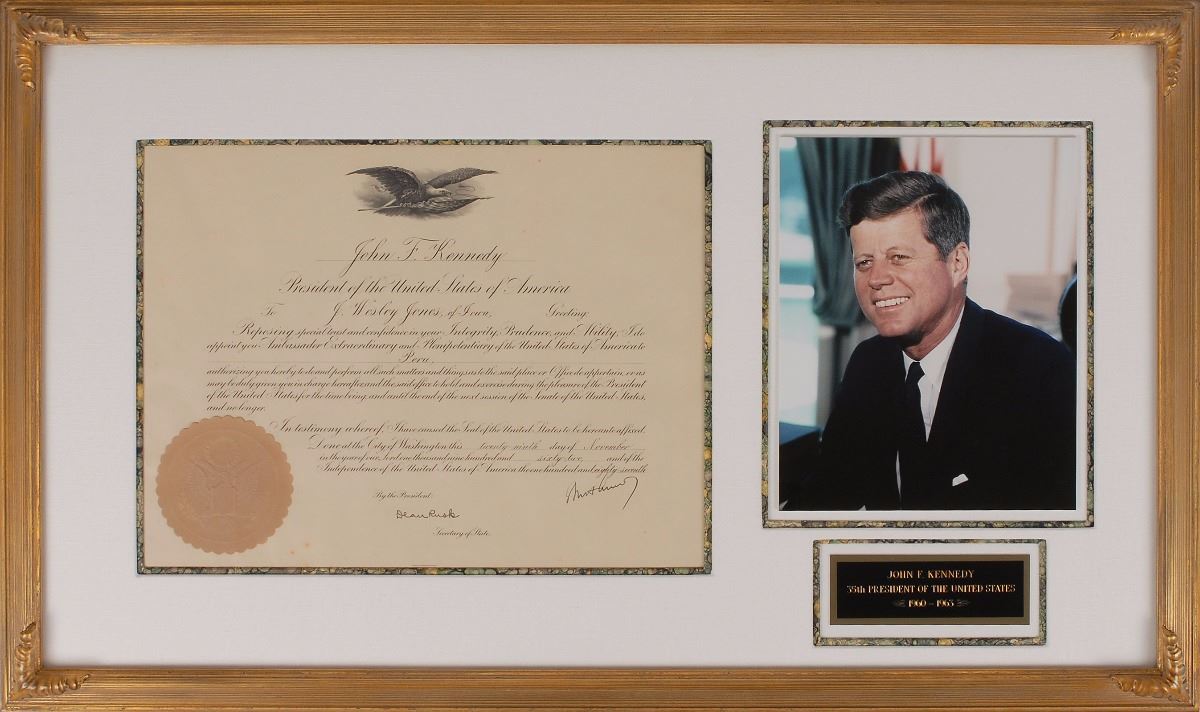 John F. Kennedy
President of the United States of America
To J. Wesley Jones, of Iowa, Greeting:
Reposing special trust and confidence in your Integrity, Prudence, and Ability, I do
appoint you Ambassador Extraordinary and Plenipotentiary of the United States of America to
Peru,
authorizing you hereby to do and perform all such matters and things as to the said place or Office do appertain, or as
may be duly given you in charge hereafter, and the said office to hold and exercise during the pleasure of the President
of the United States for the time being, and until the end of the next session of the Senate of the United States,
and no longer.
In testimony whereof, I have caused the Seal of the United States to be hereunto affixed.
Done at the City of Washington this twenty-ninth day of November
in the year of our Lord one thousand nine hundred and sixty-two, and of the
Independence of the United States of America the one hundred and eighty-seventh
By the President:
Dean Rusk
Secretary of State.
JOHN F. KENNEDY
35th PRESIDENT OF THE UNITED STATES
1960 - 1963